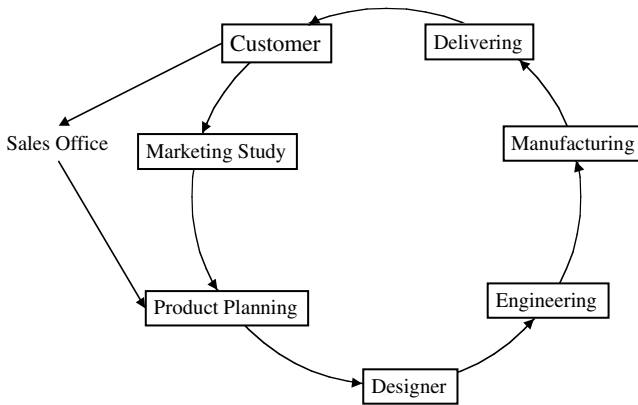 Customer
Delivering
Sales Office
Marketing Study
Manufacturing
Product Planning
Engineering
Designer